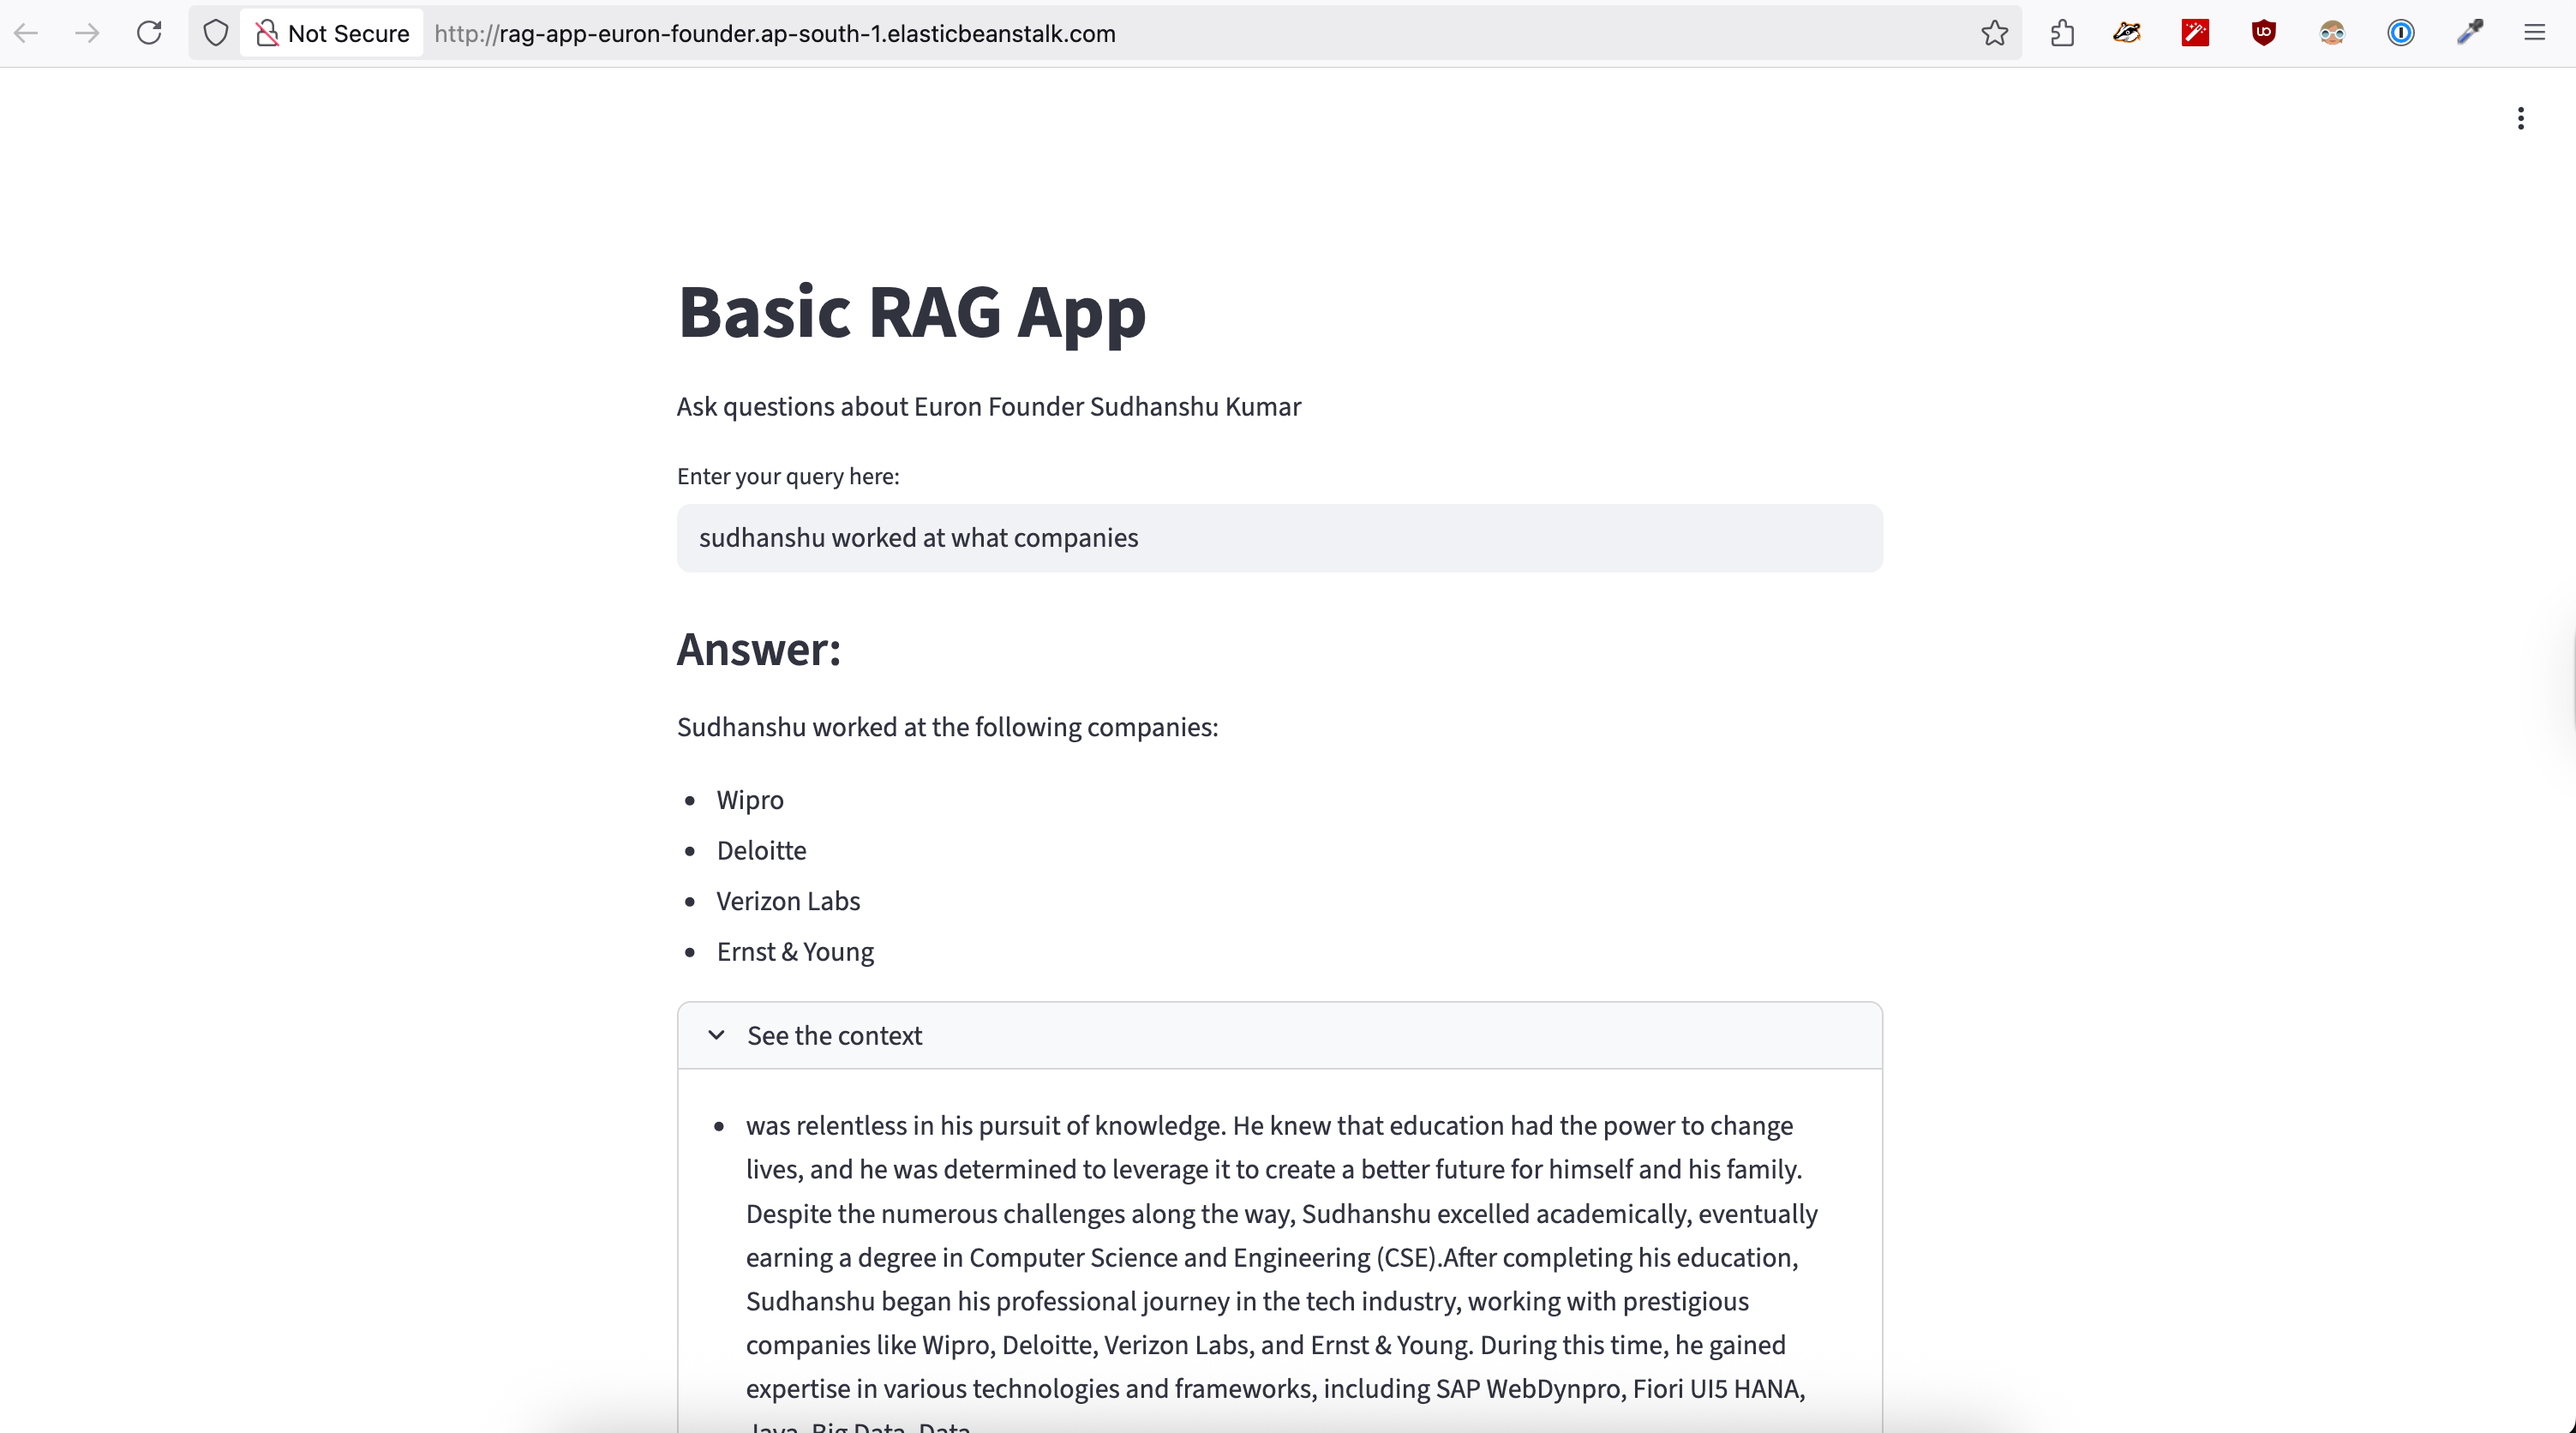 Not Secure http://rag-app-euron-founder.ap-south-1.elasticbeanstalk.com
Basic RAG App
Ask questions about Euron Founder Sudhanshu Kumar
Enter your query here:
sudhanshu worked at what companies
Answer:
Sudhanshu worked at the following companies:
• Wipro
• Deloitte
• Verizon Labs
• Ernst & Young
See the context
• was relentless in his pursuit of knowledge. He knew that education had the power to change
lives, and he was determined to leverage it to create a better future for himself and his family.
Despite the numerous challenges along the way, Sudhanshu excelled academically, eventually
earning a degree in Computer Science and Engineering (CSE).After completing his education,
Sudhanshu began his professional journey in the tech industry, working with prestigious
companies like Wipro, Deloitte, Verizon Labs, and Ernst & Young. During this time, he gained
expertise in various technologies and frameworks, including SAP WebDynpro, Fiori UI5 HANA,
Java, Big Data, Data